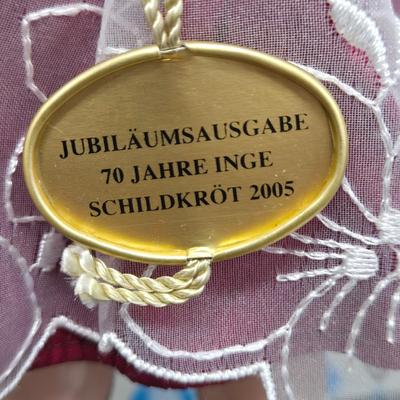 JUBILÄUMSAUSGABE
70 JAHRE INGE
SCHILDKRÖT 2005